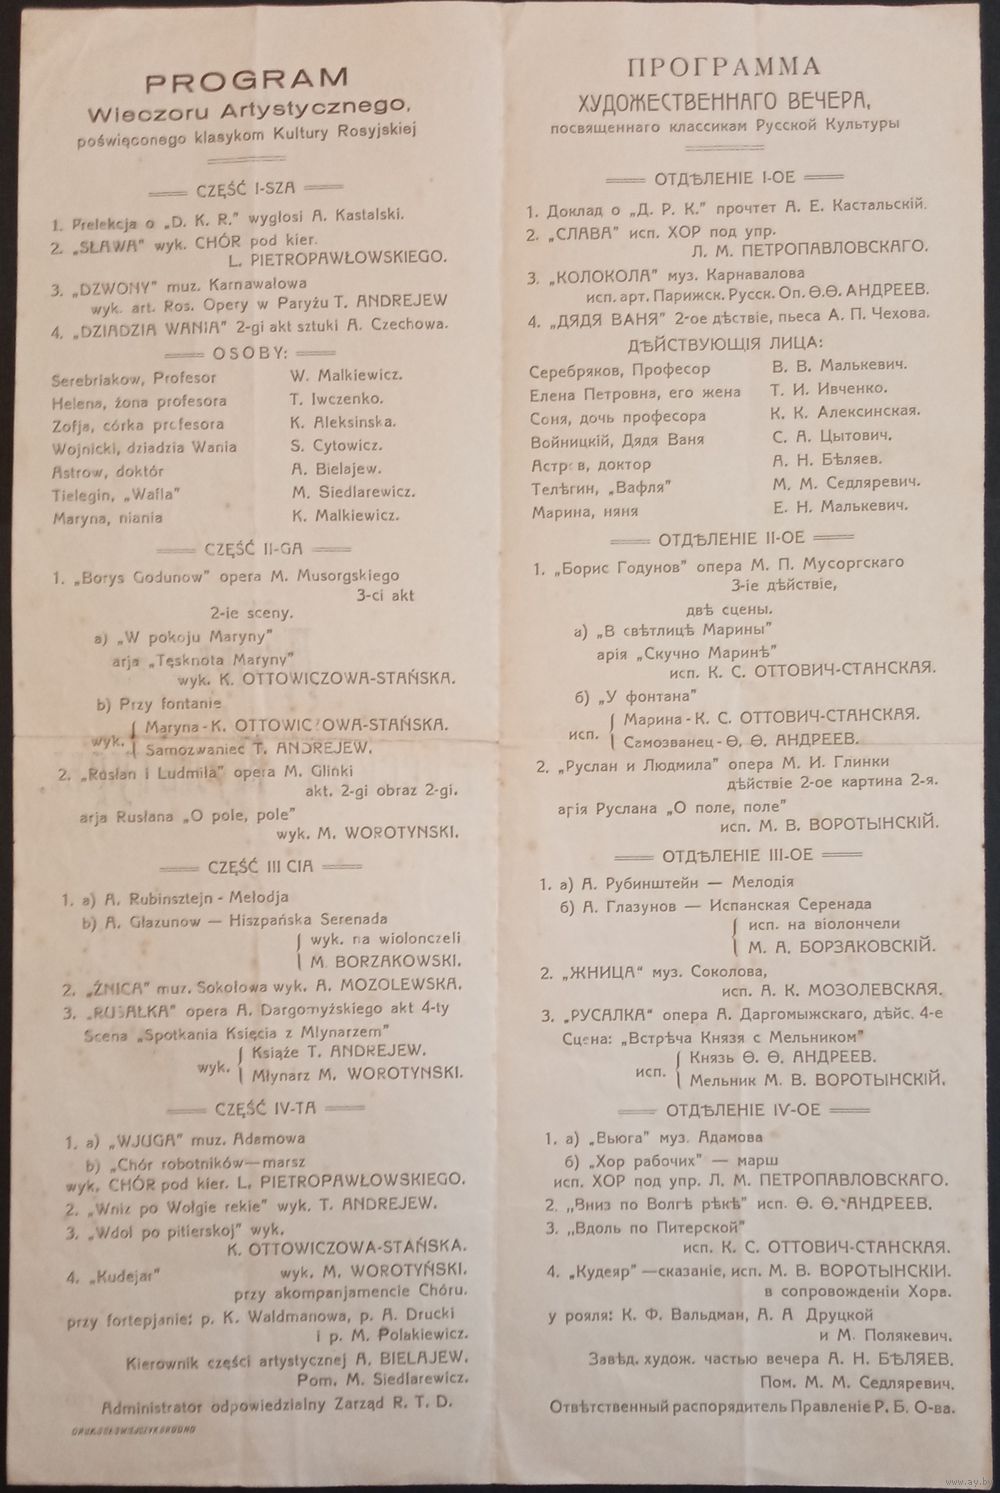 PROGRAM
Wieczoru Artystycznego,
poświęconego klasykom Kultury Rosyjskiej
CZĘŚĆ I-SZA
1. Prelekcja o „D. K. R.” wygłosi A. Kastalski.
2. „SŁAWA” wyk. CHÓR pod kier.
L. PIETROPAWŁOWSKIEGO.
3. „DZWONY” muz. Karnawałowa
wyk. art. Ros. Opery w Paryżu T. ANDREJEW
4. „DZIADZIA WANIA” 2-gi akt sztuki A. Czechowa.
OSOBY:
Serebriakow, Profesor W. Malkiewicz.
Helena, żona profesora T. Iwczenko.
Zofja, córka profesora K. Aleksinska.
Wojnicki, dziadzia Wania S. Cytowicz.
Astrow, doktór A. Bielajew.
Tielegin, „Wafla” M. Siedlarewicz.
Maryna, niania K. Malkiewicz.
CZĘŚĆ II-GA
1. „Borys Godunow” opera M. Musorgskiego
3-ci akt
2-ie sceny.
a) „W pokoju Maryny”
arja „Tęsknota Maryny”
wyk. K. OTTOWICZOWA-STAŃSKA.
b) Przy fontanie
wyk. { Maryna - K. OTTOWICZOWA-STAŃSKA.
Samozwaniec T. ANDREJEW.
2. „Rusłan i Ludmiła” opera M. Glinki
akt. 2-gi obraz 2-gi.
arja Rusłana „O pole, pole”
wyk. M. WOROTYNSKI.
CZĘŚĆ III CIA
1. a) A. Rubinsztejn - Melodja
b) A. Głazunow — Hiszpańska Serenada
{ wyk. na wiolonczeli
M. BORZAKOWSKI.
2. „ŻNICA” muz. Sokołowa wyk. A. MOZOLEWSKA.
3. „RUSAŁKA” opera A. Dargomyżskiego akt 4-ty
Scena „Spotkania Księcia z Młynarzem”
wyk. { Książe T. ANDREJEW.
Młynarz M. WOROTYNSKI.
CZĘŚĆ IV-TA
1. a) „WJUGA” muz. Adamowa
b) „Chór robotników — marsz
wyk. CHÓR pod kier. L. PIETROPAWŁOWSKIEGO.
2. „Wniz po Wołgie rekie” wyk. T. ANDREJEW.
3. „Wdol po pitierskoj” wyk.
K. OTTOWICZOWA-STAŃSKA.
4. „Kudejar” wyk. M. WOROTYŃSKI.
przy akompanjamencie Chóru.
przy fortepjanie: p. K. Waldmanowa, p. A. Drucki
i p. M. Polakiewicz.
Kierownik części artystycznej A. BIELAJEW.
Pom. M. Siedlarewicz.
Administrator odpowiedzialny Zarząd R. T. D.
ПРОГРАММА
ХУДОЖЕСТВЕННАГО ВЕЧЕРА,
посвященнаго классикам Русской Культуры
ОТДѢЛЕНІЕ I-ОЕ
1. Доклад о „Д. Р. К.” прочтет А. Е. Кастальскій.
2. „СЛАВА” исп. ХОР под упр.
Л. М. ПЕТРОПАВЛОВСКАГО.
3. „КОЛОКОЛА” муз. Карнавалова
исп. арт. Парижск. Русск. Оп. Ѳ.Ѳ. АНДРЕЕВ.
4. „ДЯДЯ ВАНЯ” 2-ое дѣствіе, пьеса А. П. Чехова.
ДѢЙСТВУЮЩІЯ ЛИЦА:
Серебряков, Професор В. В. Малькевич.
Елена Петровна, его жена Т. И. Ивченко.
Соня, дочь професора К. К. Алексинская.
Войницкій, Дядя Ваня С. А. Цытович.
Астров, доктор А. Н. Бѣляев.
Телѣгин, „Вафля” М. М. Седляревич.
Марина, няня Е. Н. Малькевич.
ОТДѢЛЕНІЕ II-ОЕ
1. „Борис Годунов” опера М. П. Мусоргскаго
3-іе дѣйствіе,
двѣ сцены.
а) „В свѣтлицѣ Марины”
арія „Скучно Маринѣ”
исп. К. С. ОТТОВИЧ-СТАНСКАЯ.
б) „У фонтана”
исп. { Марина - К. С. ОТТОВИЧ-СТАНСКАЯ.
Самозванец - Ѳ. Ѳ. АНДРЕЕВ.
2. „Руслан и Людмила” опера М. И. Глинки
дѣйствіе 2-ое картина 2-я.
арія Руслана „О поле, поле”
исп. М. В. ВОРОТЫНСКІЙ.
ОТДѢЛЕНІЕ III-ОЕ
1. а) А. Рубинштейн — Мелодія
б) А. Глазунов — Испанская Серенада
{ исп. на віолончели
М. А. БОРЗАКОВСКІЙ.
2. „ЖНИЦА“ муз. Соколова,
исп. А. К. МОЗОЛЕВСКАЯ.
3. „РУСАЛКА“ опера А. Даргомыжскаго, дѣйс. 4-е
Сцена: „Встрѣча Князя с Мельником”
исп. { Князь Ѳ. Ѳ. АНДРЕЕВ.
Мельник М. В. ВОРОТЫНСКІЙ.
ОТДѢЛЕНІЕ IV-ОЕ
1. а) „Вьюга” муз. Адамова
б) „Хор рабочих” — марш
исп. ХОР под упр. Л. М. ПЕТРОПАВЛОВСКАГО.
2. „Вниз по Волгѣ рѣкѣ” исп. Ѳ. Ѳ. АНДРЕЕВ.
3. „Вдоль по Питерской”
исп. К. С. ОТТОВИЧ-СТАНСКАЯ.
4. „Кудеяр” — сказаніе, исп. М. В. ВОРОТЫНСКІЙ.
в сопровожденіи Хора.
у рояля: К. Ф. Вальдман, А. А Друцкой
и М. Полякевич.
Завѣд. худож. частью вечера А. Н. БѢЛЯЕВ.
Пом. М. М. Седляревич.
Отвѣтственный распорядитель Правленіе Р. Б. О-ва.
www.ay.by